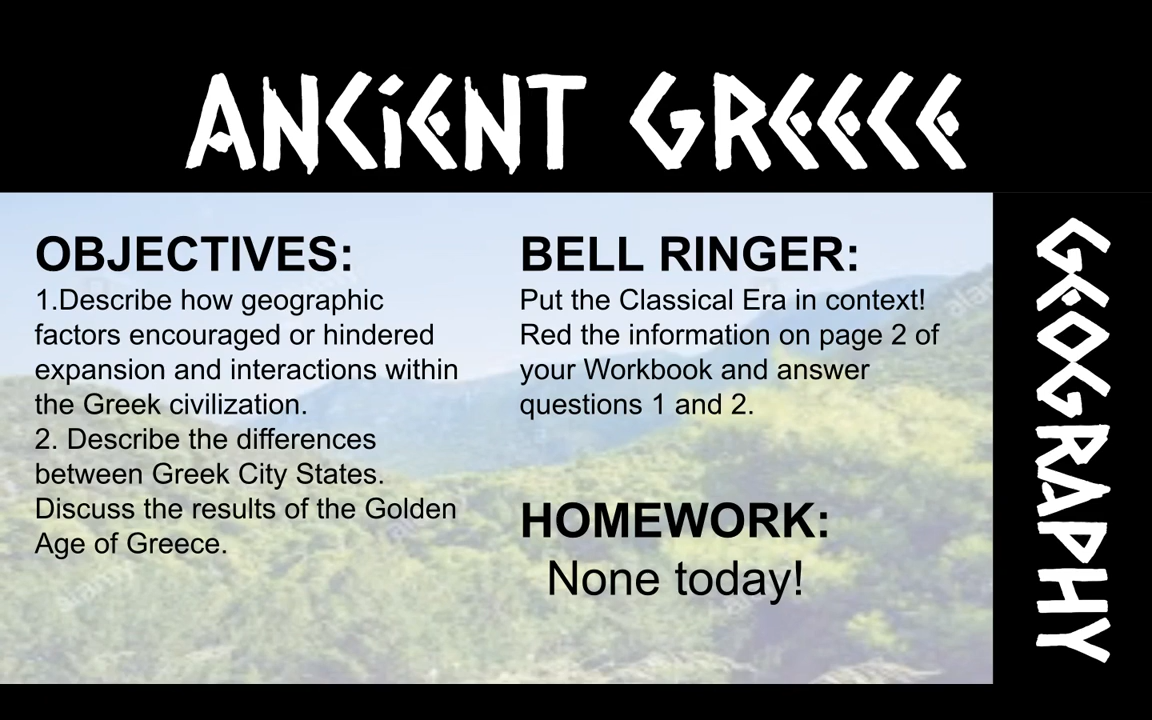 ANCiENT GREECE
OBJECTIVES:
1.Describe how geographic
factors encouraged or hindered
expansion and interactions within
the Greek civilization.
2. Describe the differences
between Greek City States.
Discuss the results of the Golden
Age of Greece.
BELL RINGER:
Put the Classical Era in context!
Red the information on page 2 of
your Workbook and answer
questions 1 and 2.
HOMEWORK:
None today!
GEOGRAPHY